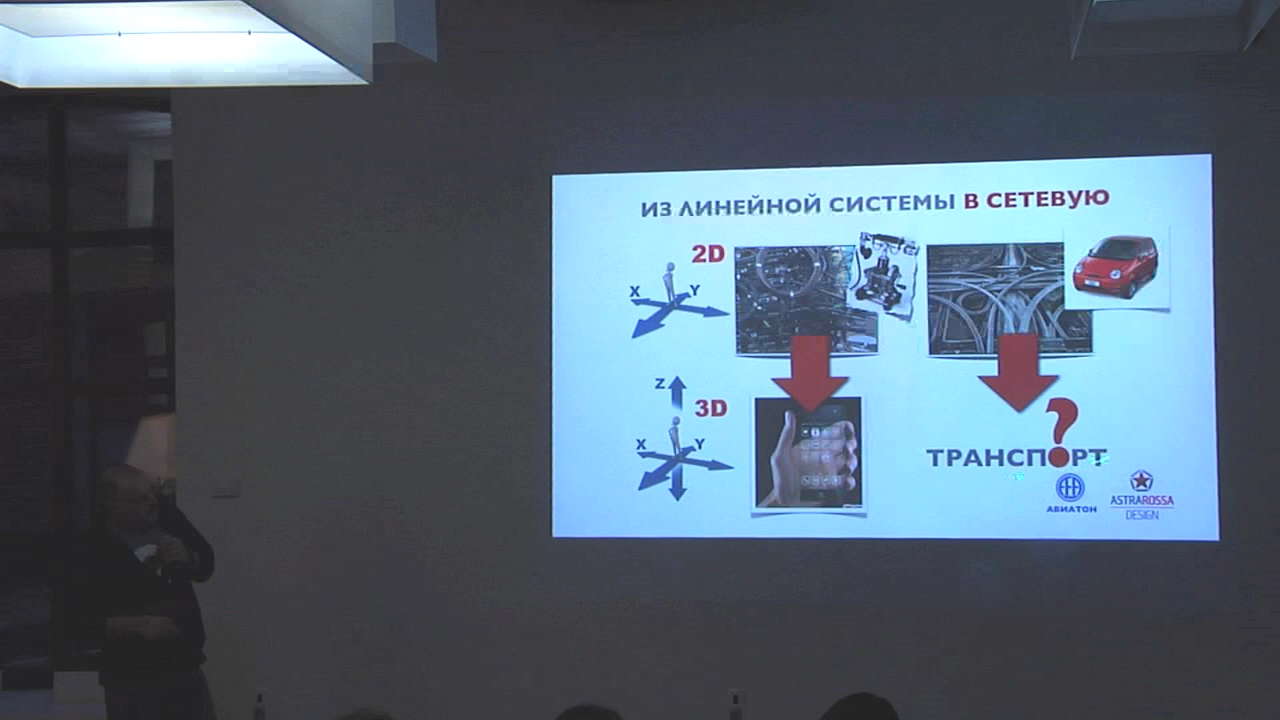 ИЗ ЛИНЕЙНОЙ СИСТЕМЫ В СЕТЕВУЮ
2D
X Y
Z
3D
X Y
ТРАНСПОРТ
?
АВИАТОН
ASTRAROSSA
DESIGN